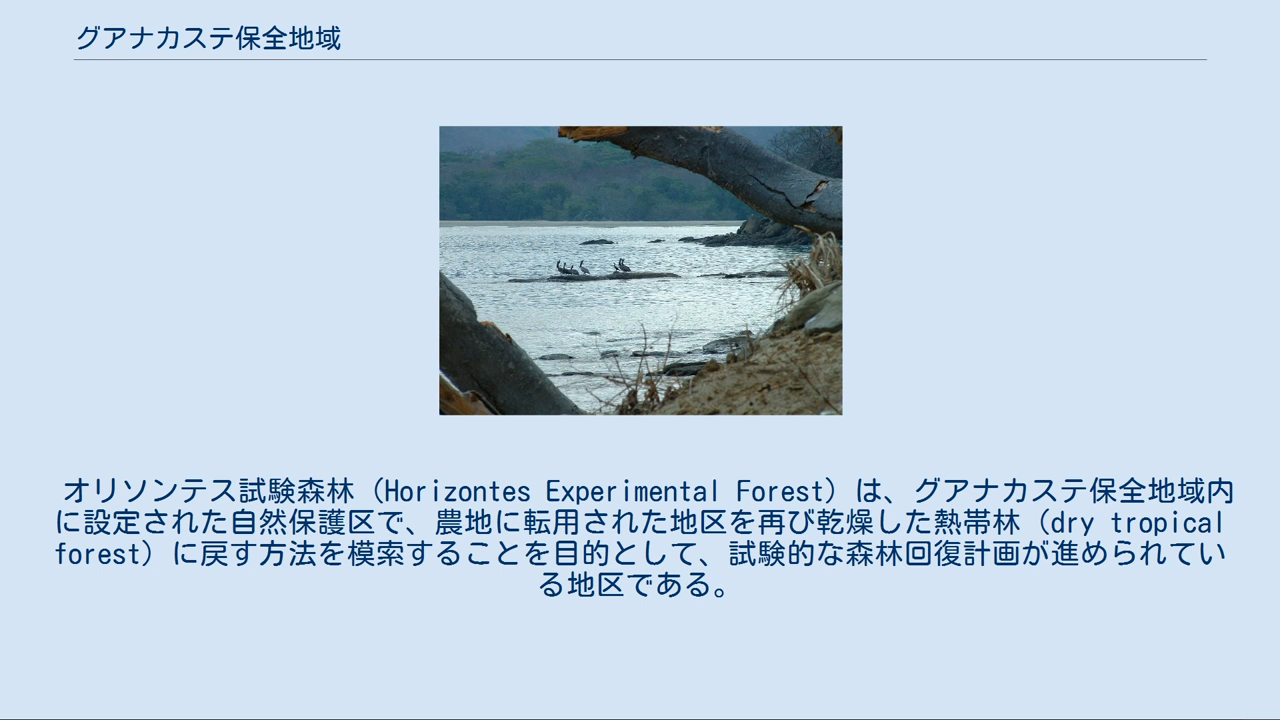 グアナカステ保全地域
オリソンテス試験森林（Horizontes Experimental Forest）は、グアナカステ保全地域内
に設定された自然保護区で、農地に転用された地区を再び乾燥した熱帯林（dry tropical
forest）に戻す方法を模索することを目的として、試験的な森林回復計画が進められてい
る地区である。